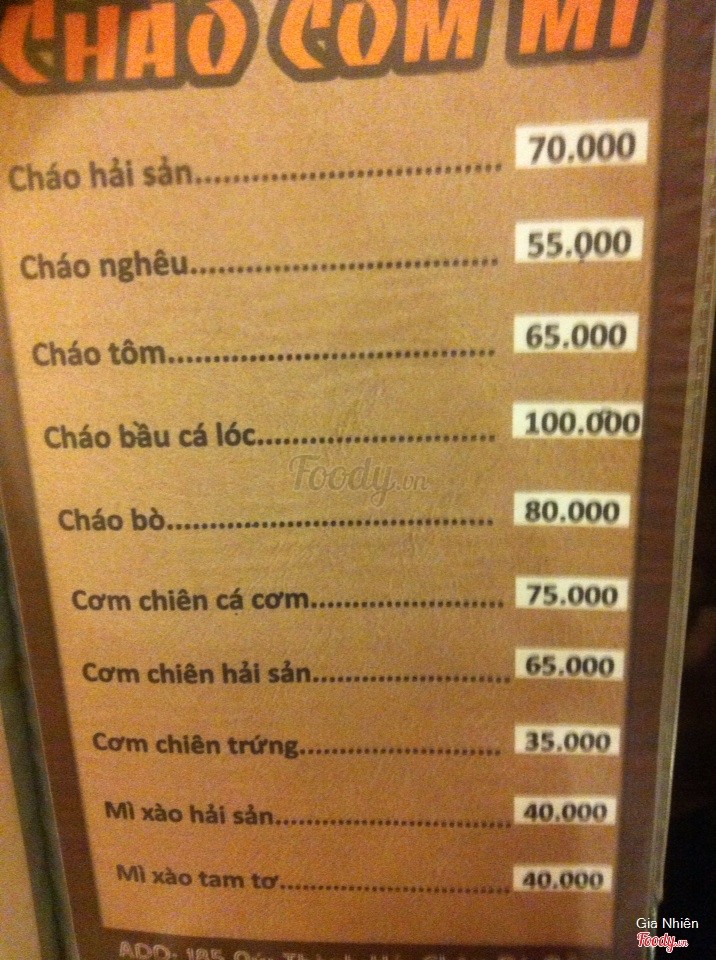 CHÁO CƠM MÌ
Cháo hải sản 70.000
Cháo nghêu 55.000
Cháo tôm 65.000
Cháo bầu cá lóc 100.000
Foody.vn
Cháo bò 80.000
Cơm chiên cá cơm 75.000
Cơm chiên hải sản 65.000
Cơm chiên trứng 35.000
Mì xào hải sản 40.000
Mì xào tam tơ 40.000
Gia Nhiên
Foody.vn